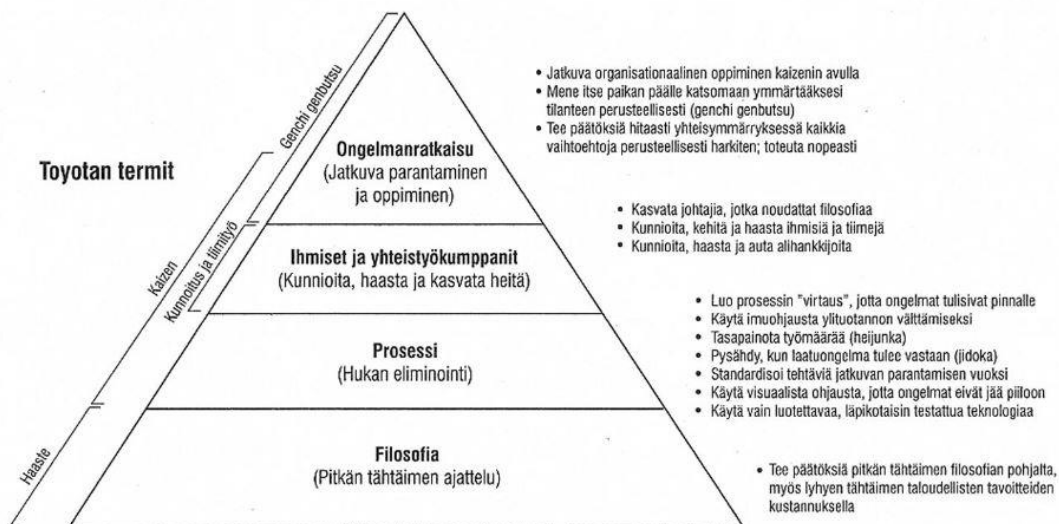 Toyotan termit
Genchi genbutsu
Kaizen
Kunnoitus ja tiimityö
Haaste
Ongelmanratkaisu
(Jatkuva parantaminen
ja oppiminen)
• Jatkuva organisationaalinen oppiminen kaizenin avulla
• Mene itse paikan päälle katsomaan ymmärtääksesi
tilanteen perusteellisesti (genchi genbutsu)
• Tee päätöksiä hitaasti yhteisymmärryksessä kaikkia
vaihtoehtoja perusteellisesti harkiten; toteuta nopeasti
Ihmiset ja yhteistyökumppanit
(Kunnioita, haasta ja kasvata heitä)
• Kasvata johtajia, jotka noudattat filosofiaa
• Kunnioita, kehitä ja haasta ihmisiä ja tiimejä
• Kunnioita, haasta ja auta alihankkijoita
Prosessi
(Hukan eliminointi)
• Luo prosessin "virtaus", jotta ongelmat tulisivat pinnalle
• Käytä imuohjausta ylituotannon välttämiseksi
• Tasapainota työmäärää (heijunka)
• Pysähdy, kun laatuongelma tulee vastaan (jidoka)
• Standardisoi tehtäviä jatkuvan parantamisen vuoksi
• Käytä visuaalista ohjausta, jotta ongelmat eivät jää piiloon
• Käytä vain luotettavaa, läpikotaisin testattua teknologiaa
Filosofia
(Pitkän tähtäimen ajattelu)
• Tee päätöksiä pitkän tähtäimen filosofian pohjalta,
myös lyhyen tähtäimen taloudellisten tavoitteiden
kustannuksella